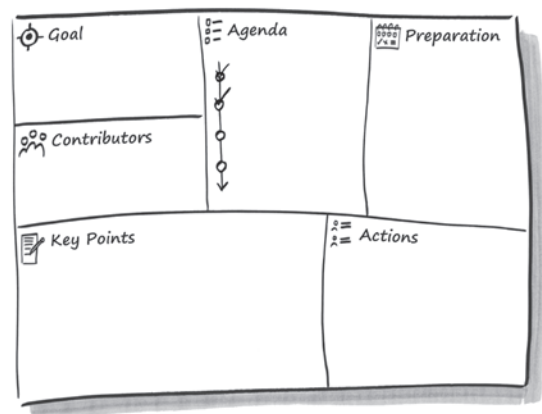 Goal
Agenda
Preparation
Contributors
Key Points
Actions